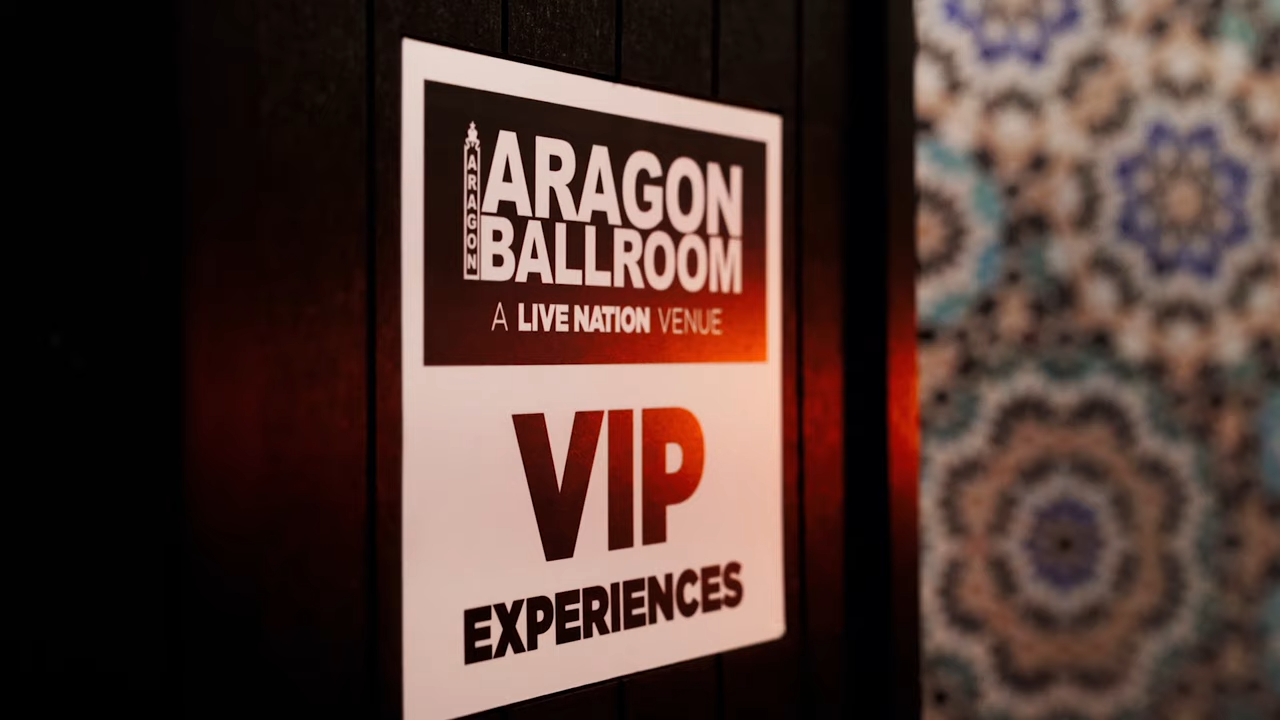 ARAGON
ARAGON
BALLROOM
A LIVE NATION VENUE
VIP
EXPERIENCES